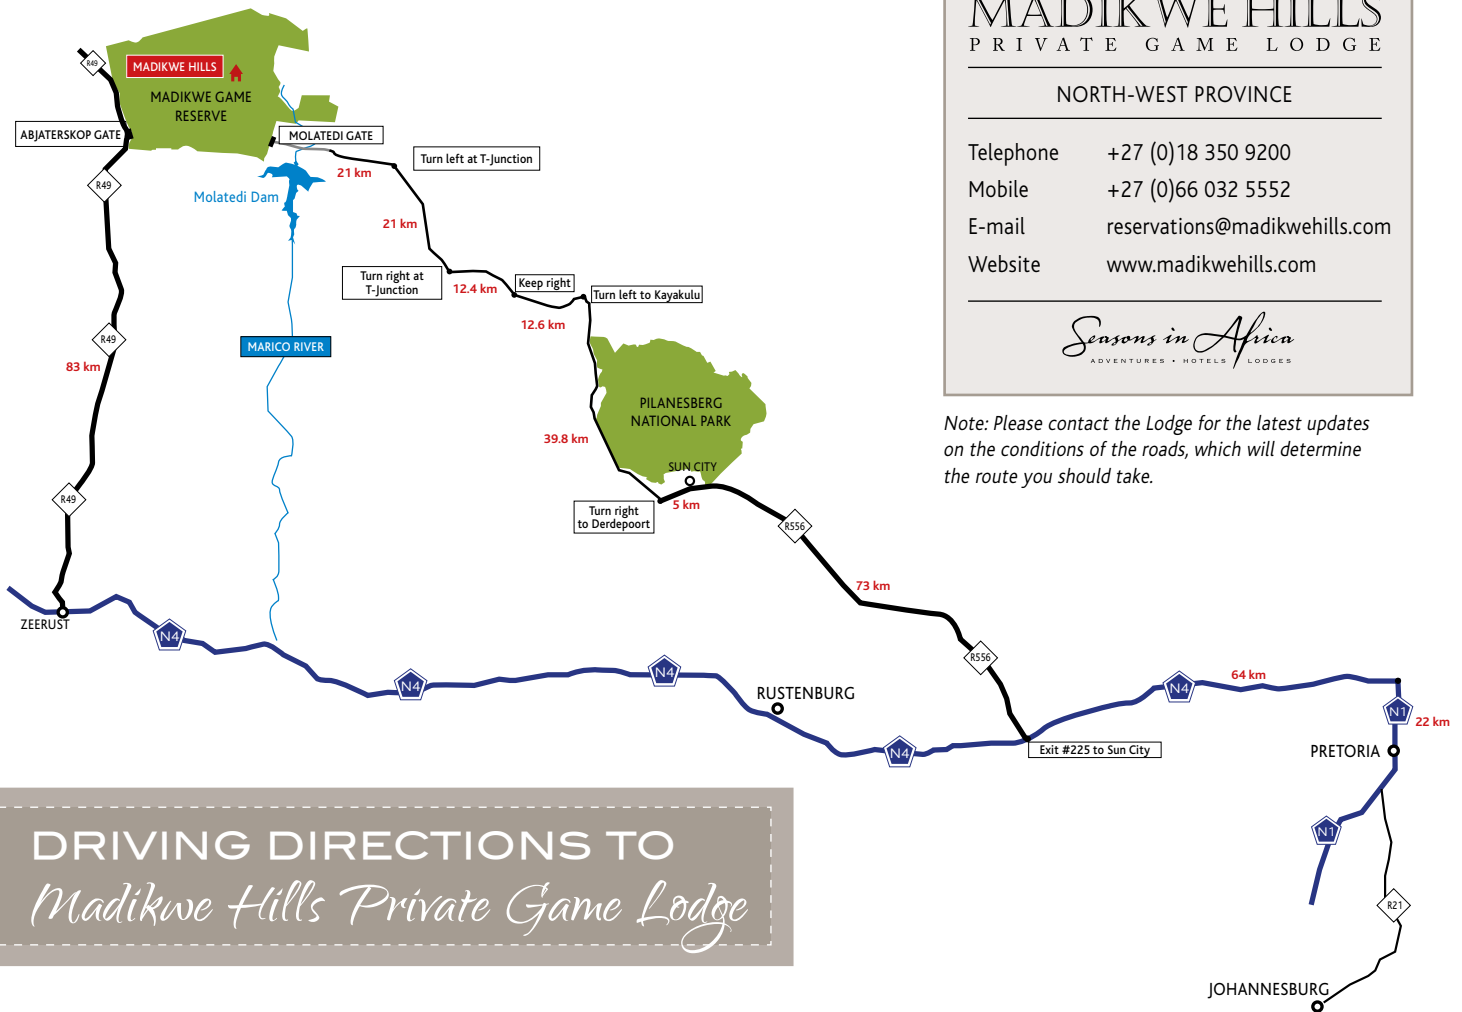 R49
MADIKWE HILLS
MADIKWE GAME
RESERVE
ABJATERSKOP GATE
MOLATEDI GATE
Turn left at T-Junction
21 km
R49
Molatedi Dam
21 km
Turn right at
T-Junction
12.4 km
Keep right
Turn left to Kayakulu
12.6 km
R49
MARICO RIVER
83 km
PILANESBERG
NATIONAL PARK
39.8 km
SUN CITY
R49
5 km
Turn right
to Derdepoort
R556
73 km
ZEERUST
N4
R556
N4
N4
RUSTENBURG
N4
Exit #225 to Sun City
N4
64 km
N1
22 km
PRETORIA
N1
R21
JOHANNESBURG
MADIKWE HILLS
PRIVATE GAME LODGE
NORTH-WEST PROVINCE
Telephone +27 (0)18 350 9200
Mobile +27 (0)66 032 5552
E-mail reservations@madikwehills.com
Website www.madikwehills.com
Seasons in Africa
ADVENTURES • HOTELS • LODGES
Note: Please contact the Lodge for the latest updates
on the conditions of the roads, which will determine
the route you should take.
DRIVING DIRECTIONS TO
Madikwe Hills Private Game Lodge